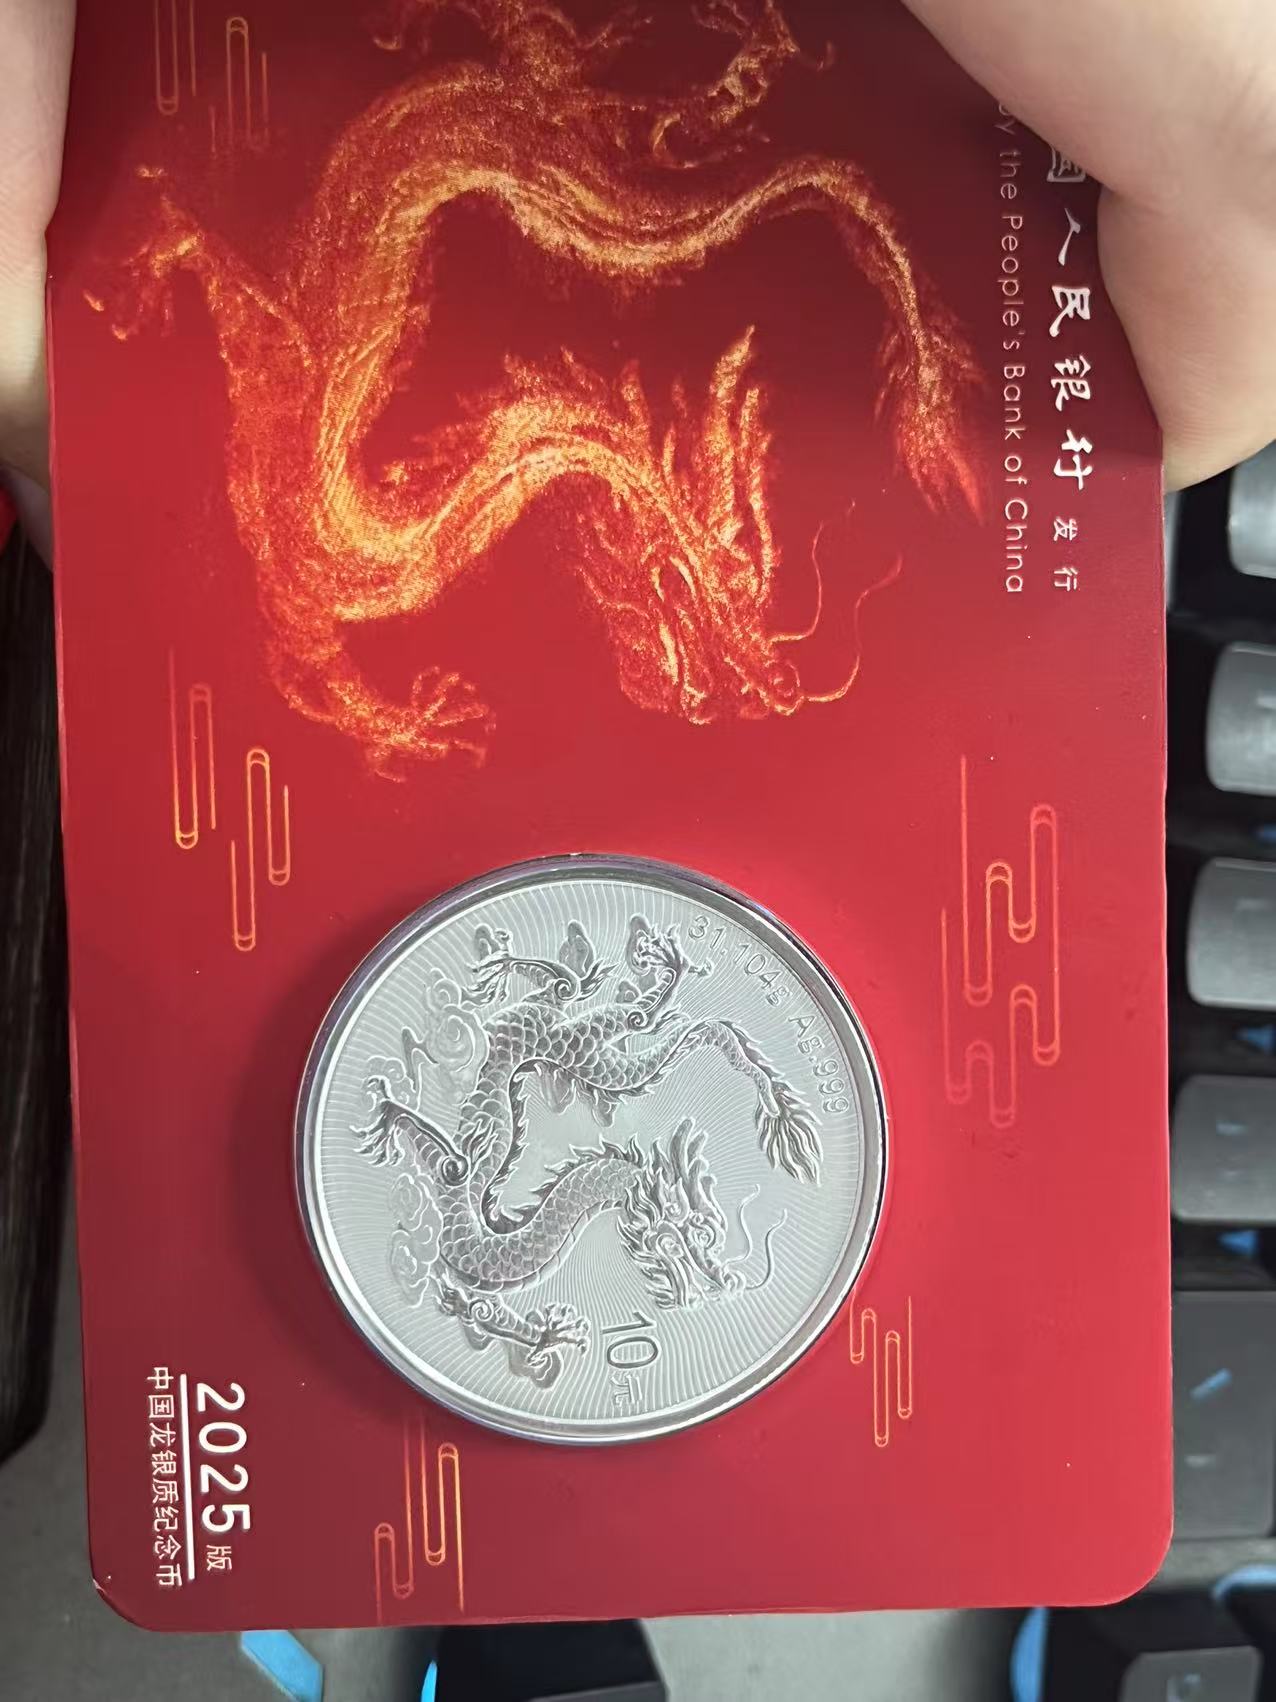 国人民银行 发行
by the People's Bank of China
31.104g Ag.999
10元
2025版
中国龙银质纪念币